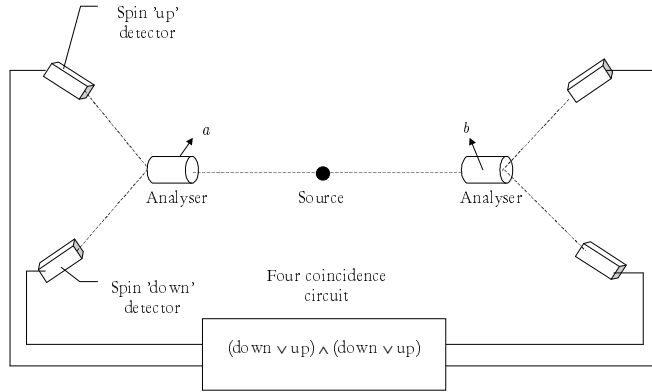 Spin 'up'
detector
a
b
Analyser
Source
Analyser
Spin 'down'
detector
Four coincidence
circuit
(down ∨ up) ∧ (down ∨ up)